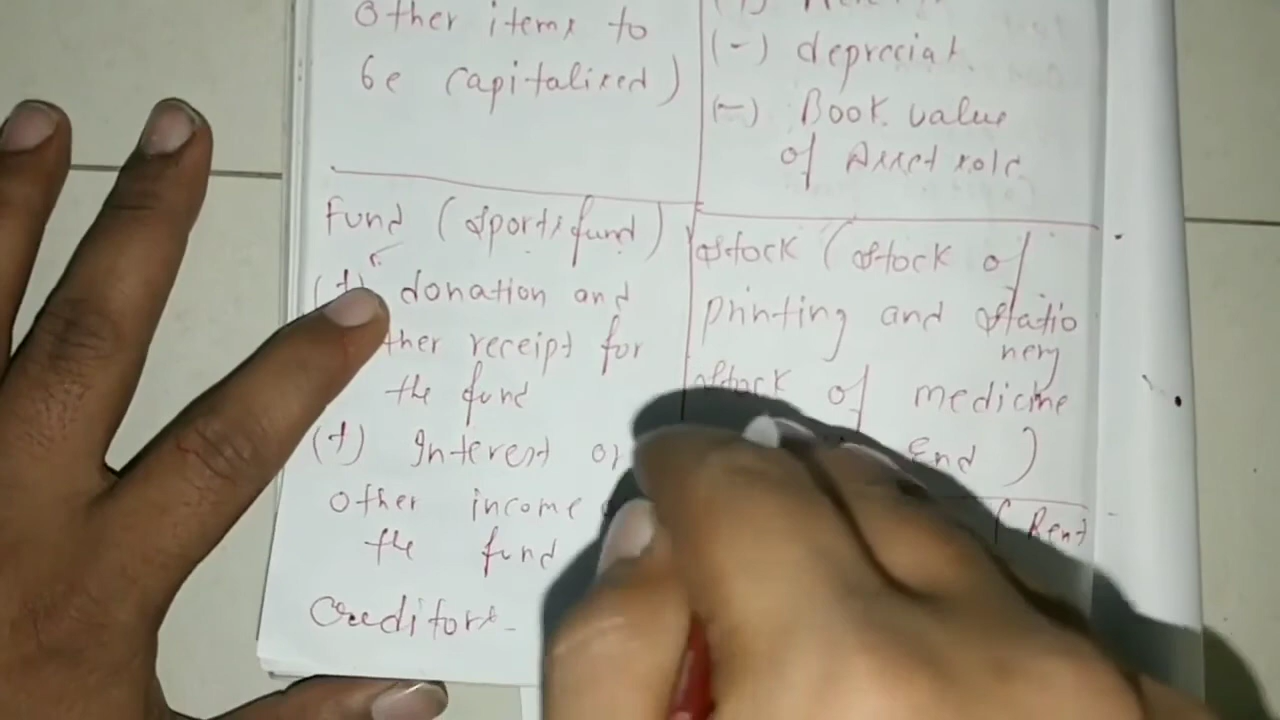 Other items to
be capitalized)
(-) depreciat.
(-) Book value
of Asset sold
Fund (Sports fund)
(+) donation and
other receipt for
the fund
(+) Interest or
Other income
the fund
Creditors-
Stock (Stock of
printing and Statio
nery
Stock of medicine
End )
( Rent